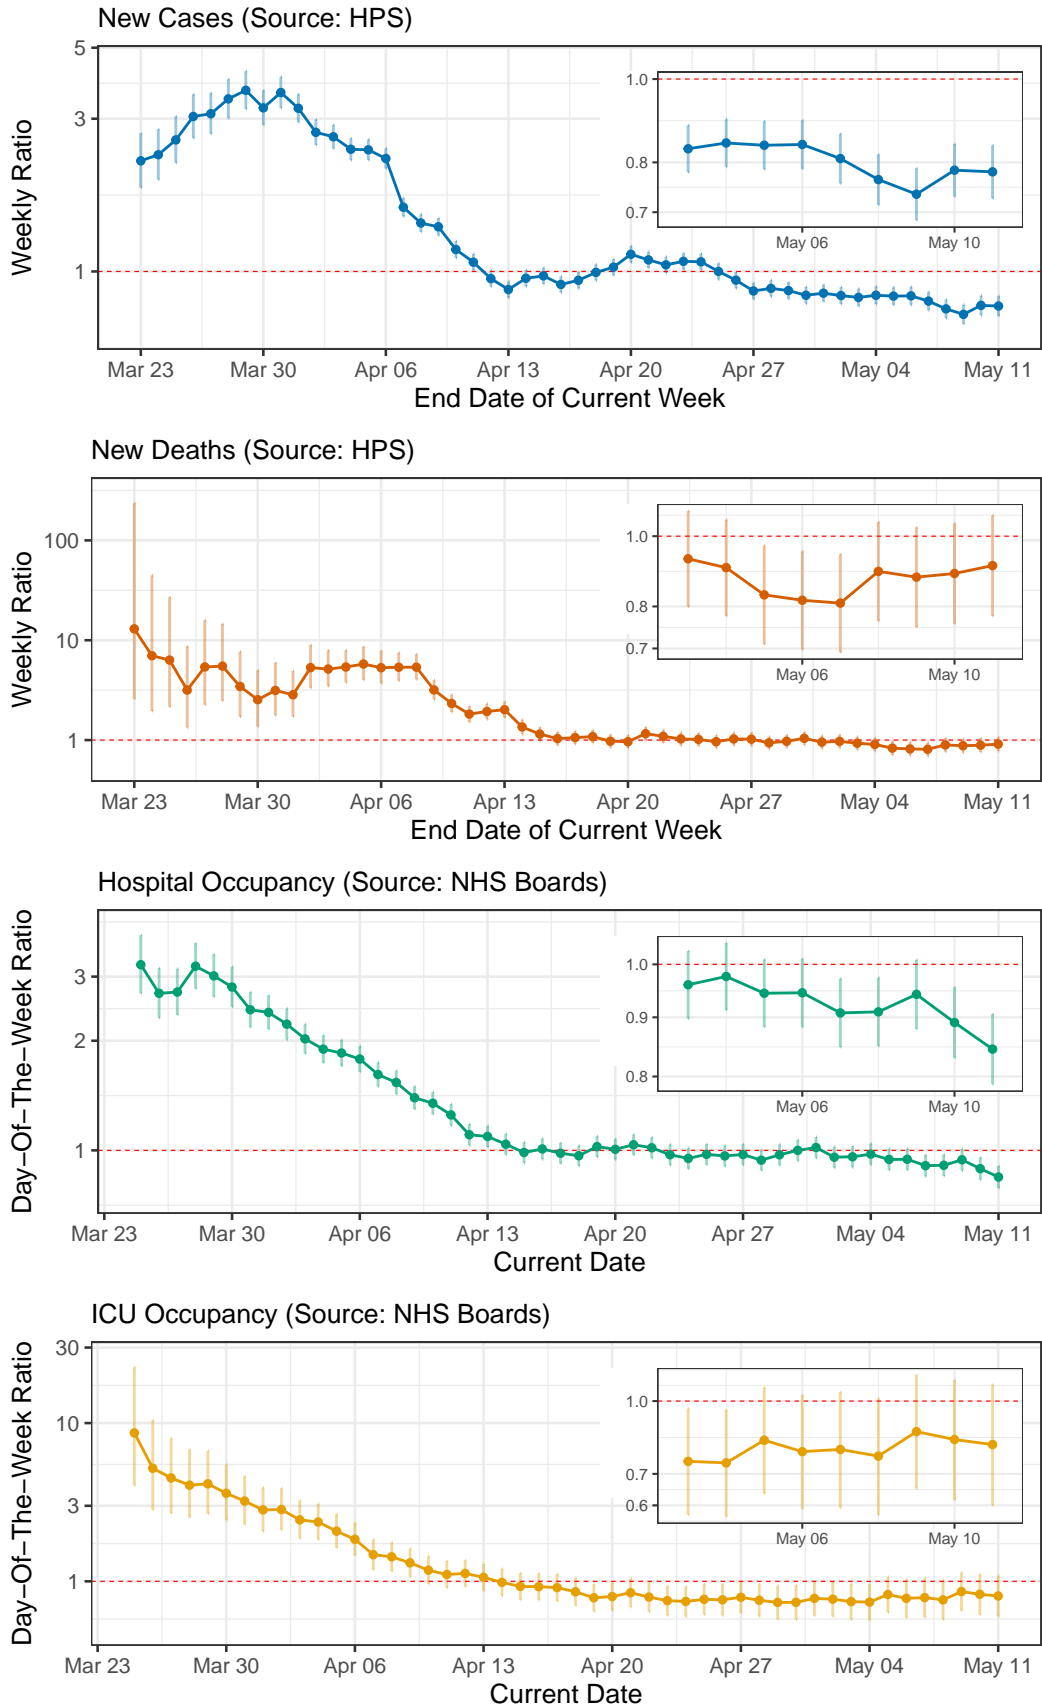 New Cases (Source: HPS)
5
3
1
Weekly Ratio
1.0
0.8
0.7
May 06 May 10
Mar 23 Mar 30 Apr 06 Apr 13 Apr 20 Apr 27 May 04 May 11
End Date of Current Week
New Deaths (Source: HPS)
100
10
1
Weekly Ratio
1.0
0.8
0.7
May 06 May 10
Mar 23 Mar 30 Apr 06 Apr 13 Apr 20 Apr 27 May 04 May 11
End Date of Current Week
Hospital Occupancy (Source: NHS Boards)
3
2
1
Day−Of−The−Week Ratio
1.0
0.9
0.8
May 06 May 10
Mar 23 Mar 30 Apr 06 Apr 13 Apr 20 Apr 27 May 04 May 11
Current Date
ICU Occupancy (Source: NHS Boards)
30
10
3
1
Day−Of−The−Week Ratio
1.0
0.7
0.6
May 06 May 10
Mar 23 Mar 30 Apr 06 Apr 13 Apr 20 Apr 27 May 04 May 11
Current Date